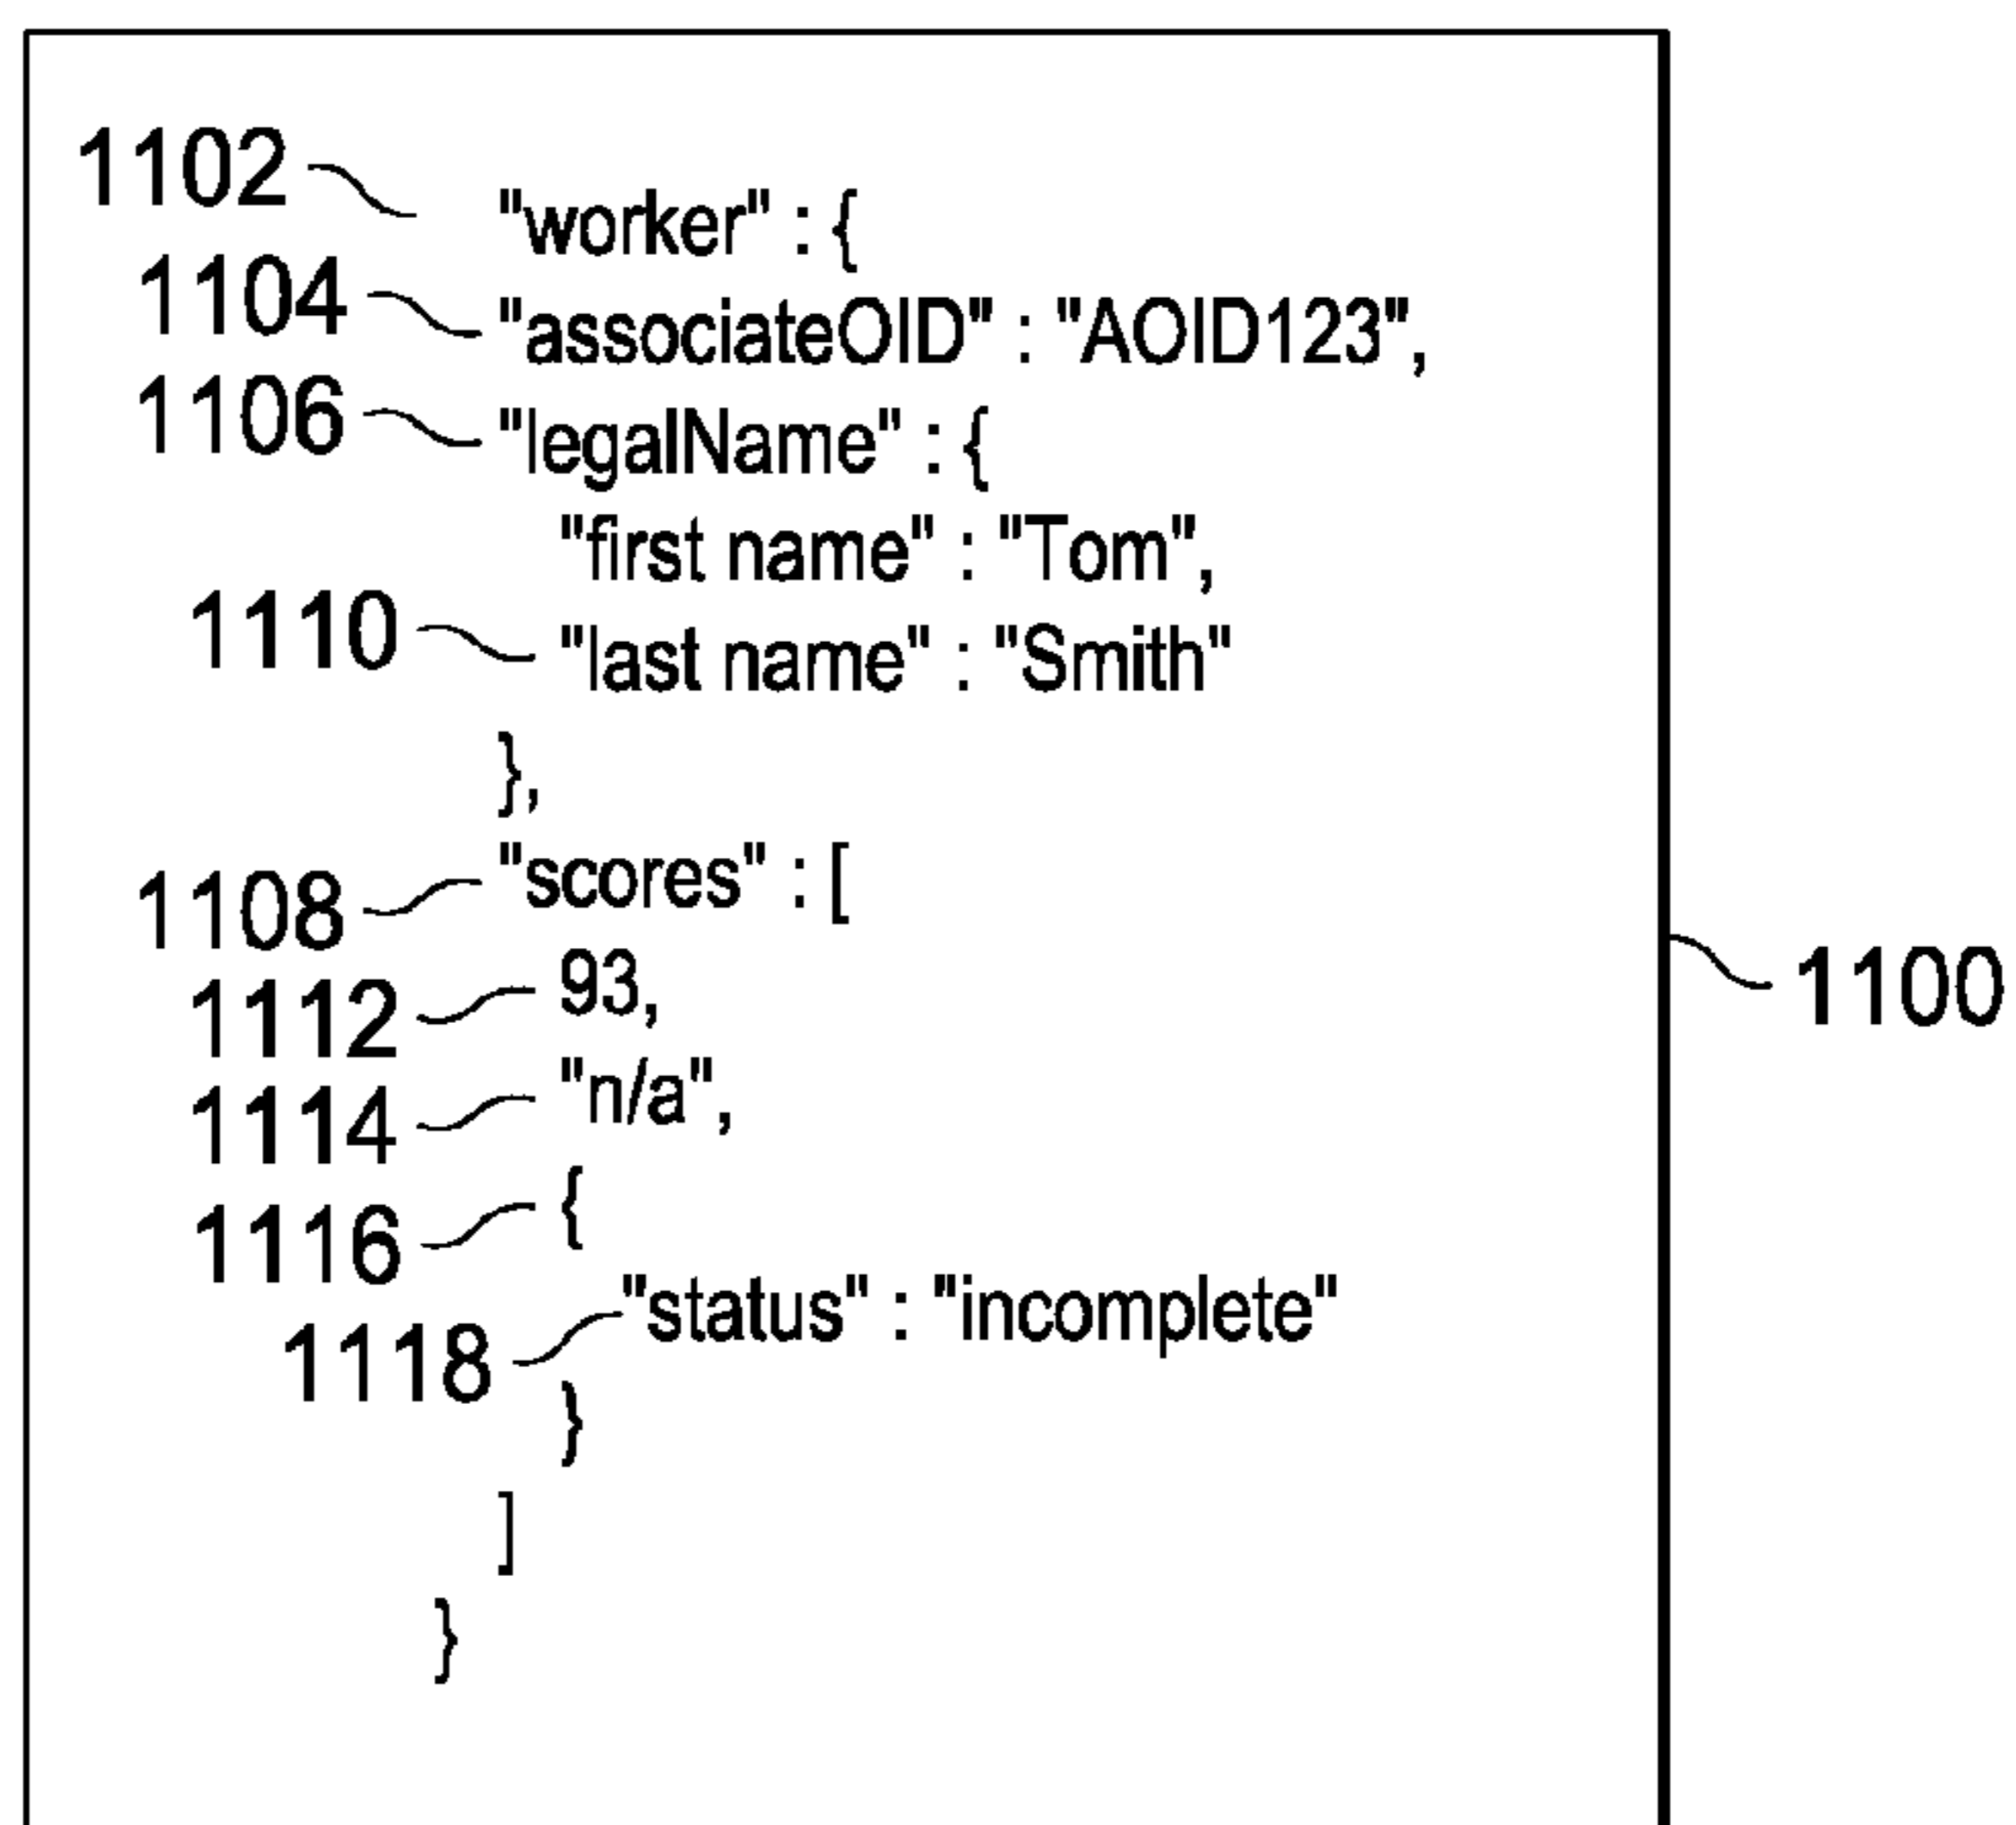 1102 "worker" : {
1104 "associateOID" : "AOID123",
1106 "legalName" : {
"first name" : "Tom",
1110 "last name" : "Smith"
},
1108 "scores" : [
1112 93,
1100
1114 "n/a",
1116 {
1118 "status" : "incomplete"
}
]
}